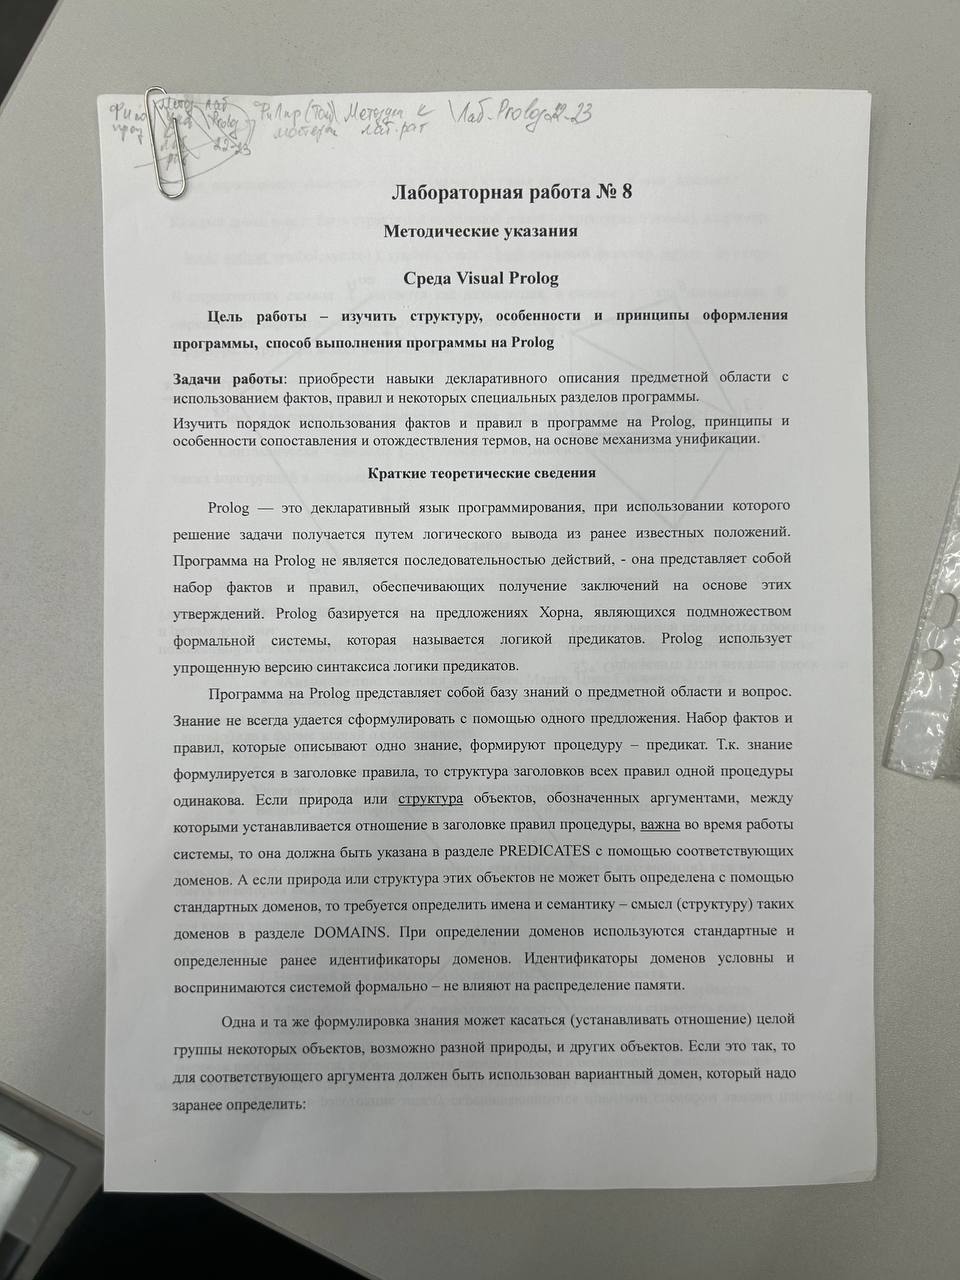 Метод Лаб
Prolog
22-23
Методич к \Лаб-Prolog 22-23
Лабораторная работа № 8
Методические указания
Среда Visual Prolog
Цель работы – изучить структуру, особенности и принципы оформления
программы, способ выполнения программы на Prolog
Задачи работы: приобрести навыки декларативного описания предметной области с
использованием фактов, правил и некоторых специальных разделов программы.
Изучить порядок использования фактов и правил в программе на Prolog, принципы и
особенности сопоставления и отождествления термов, на основе механизма унификации.
Краткие теоретические сведения
Prolog — это декларативный язык программирования, при использовании которого
решение задачи получается путем логического вывода из ранее известных положений.
Программа на Prolog не является последовательностью действий, - она представляет собой
набор фактов и правил, обеспечивающих получение заключений на основе этих
утверждений. Prolog базируется на предложениях Хорна, являющихся подмножеством
формальной системы, которая называется логикой предикатов. Prolog использует
упрощенную версию синтаксиса логики предикатов.
Программа на Prolog представляет собой базу знаний о предметной области и вопрос.
Знание не всегда удается сформулировать с помощью одного предложения. Набор фактов и
правил, которые описывают одно знание, формируют процедуру – предикат. Т.к. знание
формулируется в заголовке правила, то структура заголовков всех правил одной процедуры
одинакова. Если природа или структура объектов, обозначенных аргументами, между
которыми устанавливается отношение в заголовке правил процедуры, важна во время работы
системы, то она должна быть указана в разделе PREDICATES с помощью соответствующих
доменов. А если природа или структура этих объектов не может быть определена с помощью
стандартных доменов, то требуется определить имена и семантику – смысл (структуру) таких
доменов в разделе DOMAINS. При определении доменов используются стандартные и
определенные ранее идентификаторы доменов. Идентификаторы доменов условны и
воспринимаются системой формально – не влияют на распределение памяти.
Одна и та же формулировка знания может касаться (устанавливать отношение) целой
группы некоторых объектов, возможно разной природы, и других объектов. Если это так, то
для соответствующего аргумента должен быть использован вариантный домен, который надо
заранее определить: